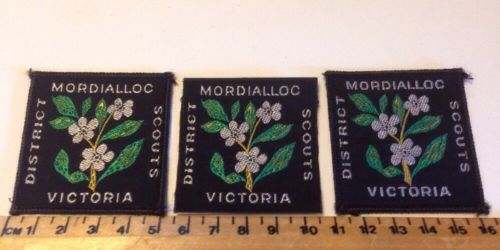 MORDIALLOC
DISTRICT
SCOUTS
VICTORIA
MORDIALLOC
DISTRICT
SCOUTS
VICTORIA
MORDIALLOC
DISTRICT
SCOUTS
VICTORIA
CM 1 2 3 4 5 6 7 8 9 10 11 12 13 14 15 16